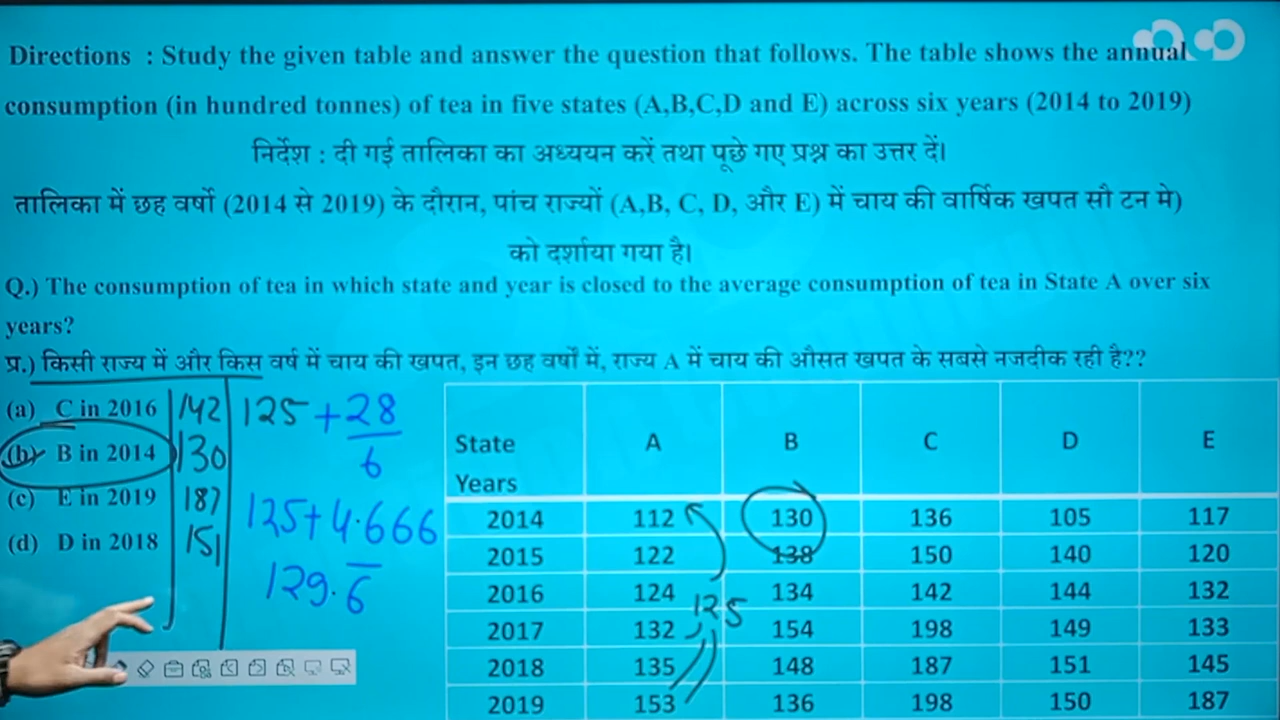 Directions : Study the given table and answer the question that follows. The table shows the annual
consumption (in hundred tonnes) of tea in five states (A,B,C,D and E) across six years (2014 to 2019)
निर्देश : दी गई तालिका का अध्ययन करें तथा पूछे गए प्रश्न का उत्तर दें।
तालिका में छह वर्षों (2014 से 2019) के दौरान, पांच राज्यों (A,B, C, D, और E) में चाय की वार्षिक खपत सौ टन मे)
को दर्शाया गया है।
Q.) The consumption of tea in which state and year is closed to the average consumption of tea in State A over six
years?
प्र.) किसी राज्य में और किस वर्ष में चाय की खपत, इन छह वर्षों में, राज्य A में चाय की औसत खपत के सबसे नजदीक रही है??
(a) C in 2016 142
(b) B in 2014 130
(c) E in 2019 187
(d) D in 2018 151
125 + 28
6
125 + 4.666
129.6
State A B C D E
Years
2014 112 130 136 105 117
2015 122 138 150 140 120
2016 124 134 142 144 132
125
2017 132 154 198 149 133
2018 135 148 187 151 145
2019 153 136 198 150 187